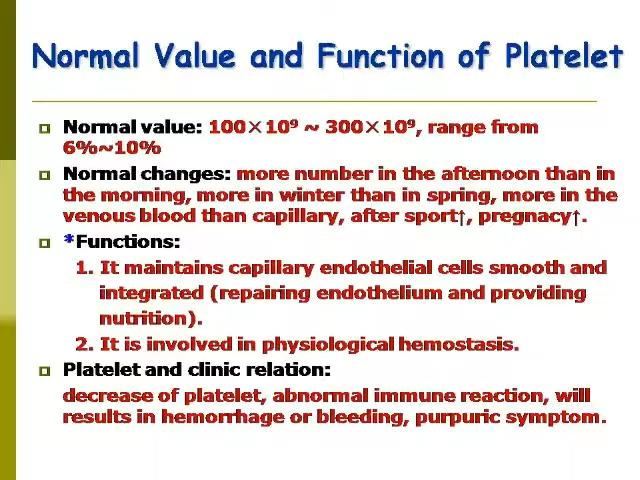 Normal Value and Function of Platelet
Normal value: 100×10⁹ ~ 300×10⁹, range from
6%~10%
Normal changes: more number in the afternoon than in
the morning, more in winter than in spring, more in the
venous blood than capillary, after sport↑, pregnacy↑.
*Functions:
1. It maintains capillary endothelial cells smooth and
integrated (repairing endothelium and providing
nutrition).
2. It is involved in physiological hemostasis.
Platelet and clinic relation:
decrease of platelet, abnormal immune reaction, will
results in hemorrhage or bleeding, purpuric symptom.